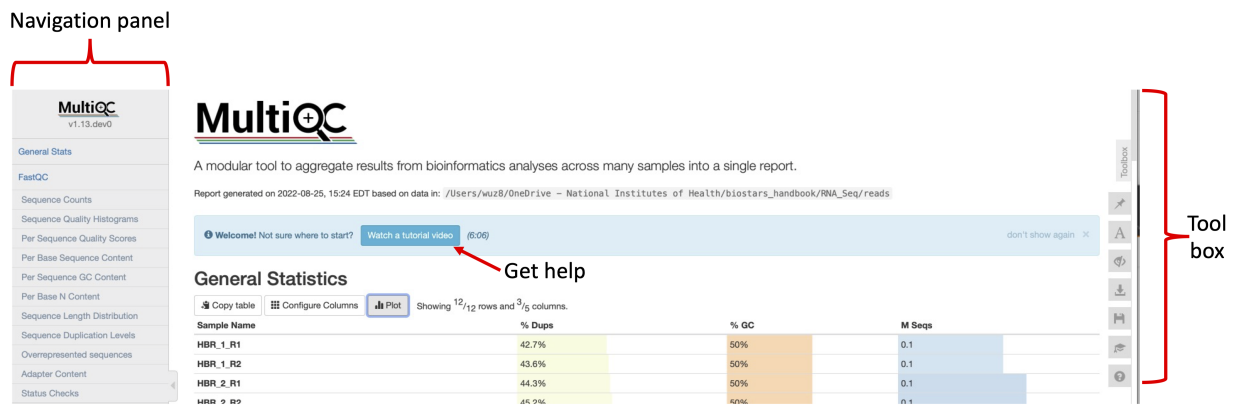 Navigation panel
MultiQC
v1.13.dev0
General Stats
FastQC
Sequence Counts
Sequence Quality Histograms
Per Sequence Quality Scores
Per Base Sequence Content
Per Sequence GC Content
Per Base N Content
Sequence Length Distribution
Sequence Duplication Levels
Overrepresented sequences
Adapter Content
Status Checks
MultiQC
A modular tool to aggregate results from bioinformatics analyses across many samples into a single report.
Report generated on 2022-08-25, 15:24 EDT based on data in: /Users/wuz8/OneDrive - National Institutes of Health/biostars_handbook/RNA_Seq/reads
Welcome! Not sure where to start? Watch a tutorial video (6:06) don't show again ×
Get help
General Statistics
Copy table Configure Columns Plot Showing 12/12 rows and 3/5 columns.
Sample Name % Dups % GC M Seqs
HBR_1_R1 42.7% 50% 0.1
HBR_1_R2 43.6% 50% 0.1
HBR_2_R1 44.3% 50% 0.1
HBR_2_R2 45.2% 50% 0.1
Toolbox
A
Tool
box